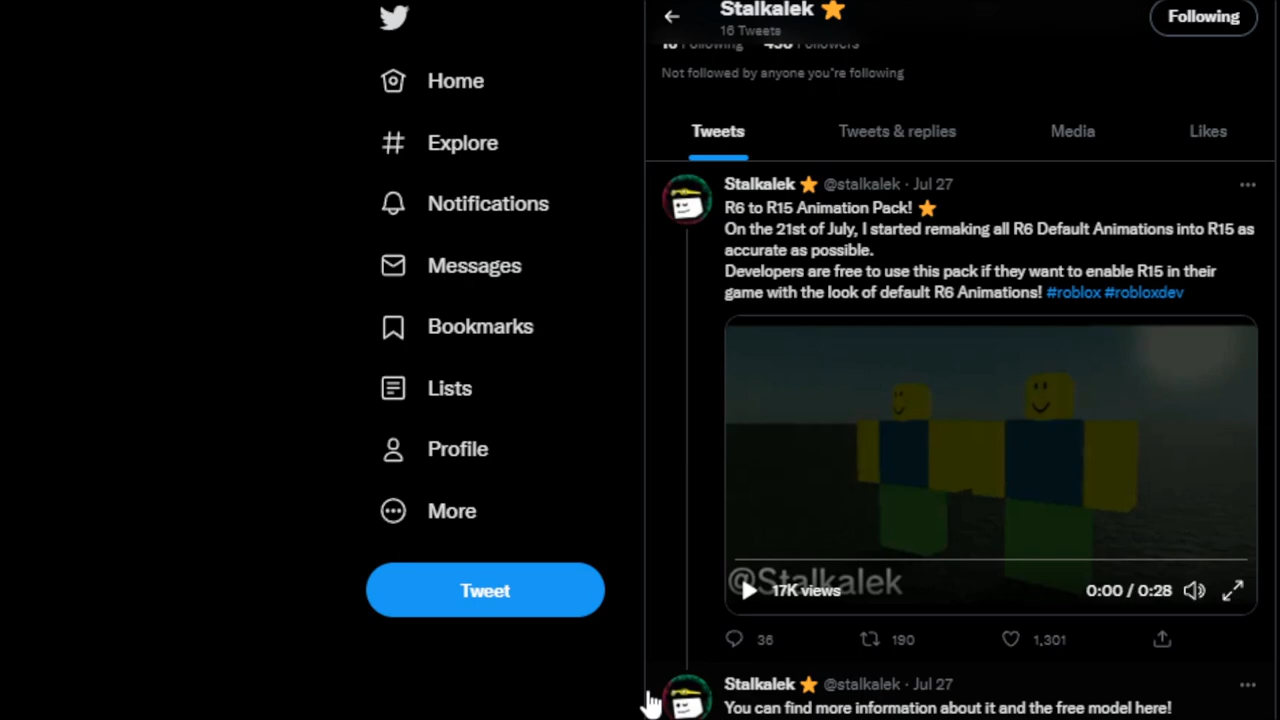 Stalkalek
Following
16 Tweets
Following Followers
Not followed by anyone you're following
Home
Explore
Notifications
Messages
Bookmarks
Lists
Profile
More
Tweet
Tweets Tweets & replies Media Likes
Stalkalek @stalkalek · Jul 27
R6 to R15 Animation Pack!
On the 21st of July, I started remaking all R6 Default Animations into R15 as
accurate as possible.
Developers are free to use this pack if they want to enable R15 in their
game with the look of default R6 Animations! #roblox #robloxdev
@Stalkalek
17K views 0:00 / 0:28
36 190 1,301
Stalkalek @stalkalek · Jul 27
You can find more information about it and the free model here!